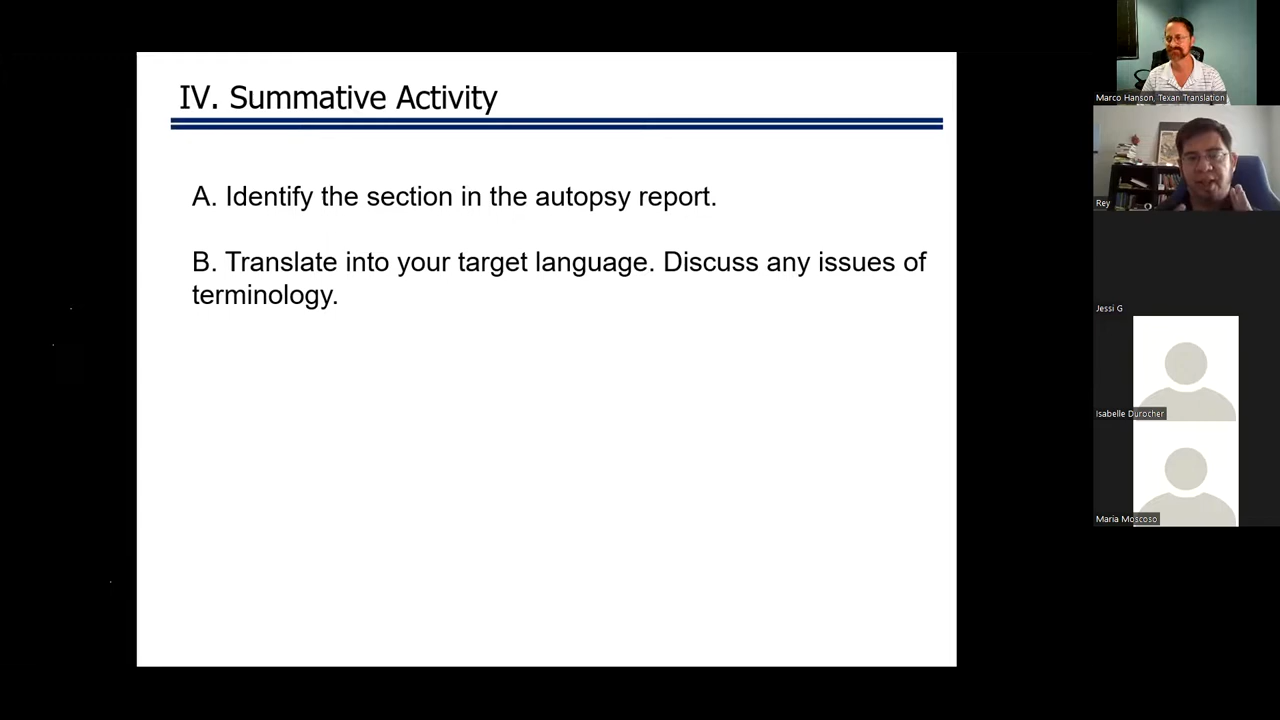 IV. Summative Activity
A. Identify the section in the autopsy report.
B. Translate into your target language. Discuss any issues of
terminology.
Marco Hanson, Texan Translation
Rey
Jessi G
Isabelle Durocher
Maria Moscoso